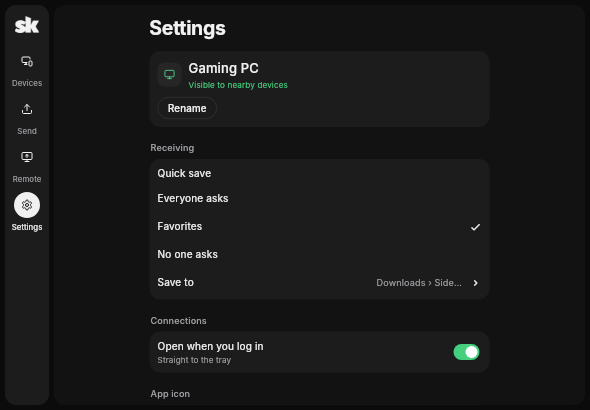 sk
Settings
Gaming PC
Visible to nearby devices
Rename
Devices
Send
Remote
Settings
Receiving
Quick save
Everyone asks
Favorites
No one asks
Save to
Downloads › Side...
Connections
Open when you log in
Straight to the tray
App icon